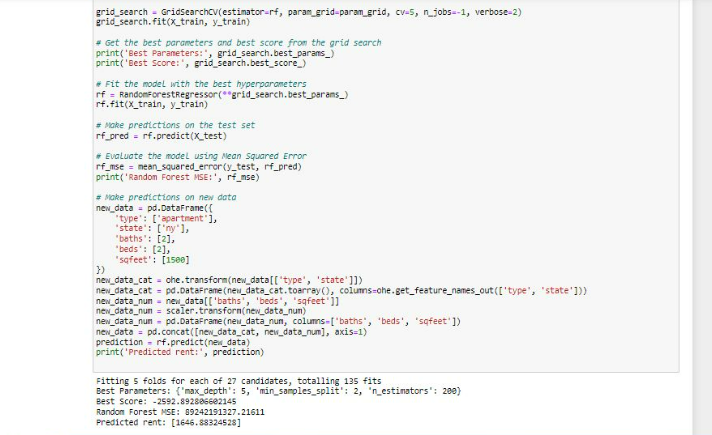 grid_search = GridSearchCV(estimator=rf, param_grid=param_grid, cv=5, n_jobs=-1, verbose=2)
grid_search.fit(X_train, y_train)
# Get the best parameters and best score from the grid search
print('Best Parameters:', grid_search.best_params_)
print('Best Score:', grid_search.best_score_)
# Fit the model with the best hyperparameters
rf = RandomForestRegressor(**grid_search.best_params_)
rf.fit(X_train, y_train)
# Make predictions on the test set
rf_pred = rf.predict(X_test)
# Evaluate the model using Mean Squared Error
rf_mse = mean_squared_error(y_test, rf_pred)
print('Random Forest MSE:', rf_mse)
# Make predictions on new data
new_data = pd.DataFrame({
'type': ['apartment'],
'state': ['ny'],
'baths': [2],
'beds': [2],
'sqfeet': [1500]
})
new_data_cat = ohe.transform(new_data[['type', 'state']])
new_data_cat = pd.DataFrame(new_data_cat.toarray(), columns=ohe.get_feature_names_out(['type', 'state']))
new_data_num = new_data[['baths', 'beds', 'sqfeet']]
new_data_num = scaler.transform(new_data_num)
new_data_num = pd.DataFrame(new_data_num, columns=['baths', 'beds', 'sqfeet'])
new_data = pd.concat([new_data_cat, new_data_num], axis=1)
prediction = rf.predict(new_data)
print('Predicted rent:', prediction)
Fitting 5 folds for each of 27 candidates, totalling 135 fits
Best Parameters: {'max_depth': 5, 'min_samples_split': 2, 'n_estimators': 200}
Best Score: -2592.892806602145
Random Forest MSE: 89242191327.21611
Predicted rent: [1646.88324528]